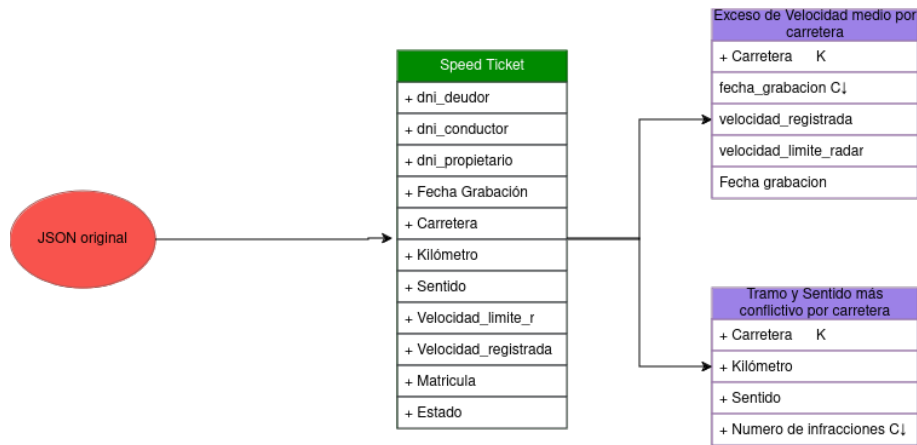 JSON original
Speed Ticket
+ dni_deudor
+ dni_conductor
+ dni_propietario
+ Fecha Grabación
+ Carretera
+ Kilómetro
+ Sentido
+ Velocidad_limite_r
+ Velocidad_registrada
+ Matricula
+ Estado
Exceso de Velocidad medio por
carretera
+ Carretera K
fecha_grabacion C↓
velocidad_registrada
velocidad_limite_radar
Fecha grabacion
Tramo y Sentido más
conflictivo por carretera
+ Carretera K
+ Kilómetro
+ Sentido
+ Numero de infracciones C↓